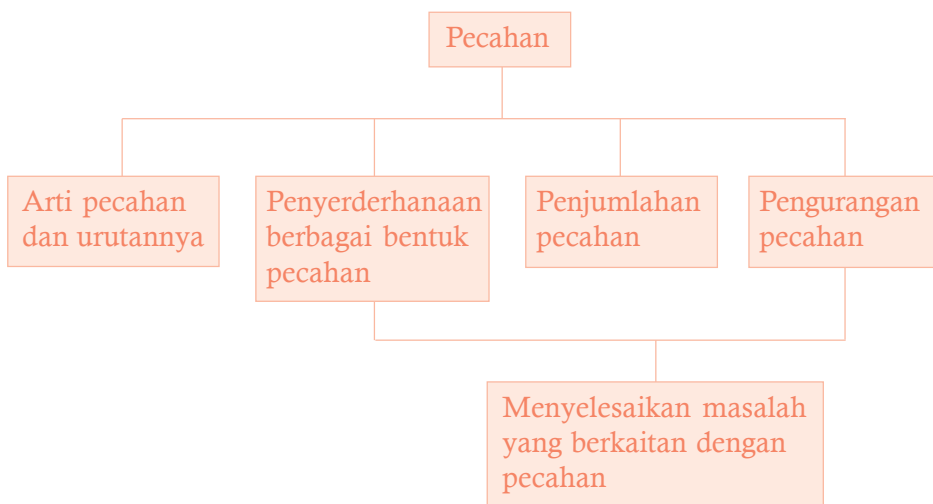 Pecahan
Arti pecahan
dan urutannya
Penyerderhanaan
berbagai bentuk
pecahan
Penjumlahan
pecahan
Pengurangan
pecahan
Menyelesaikan masalah
yang berkaitan dengan
pecahan